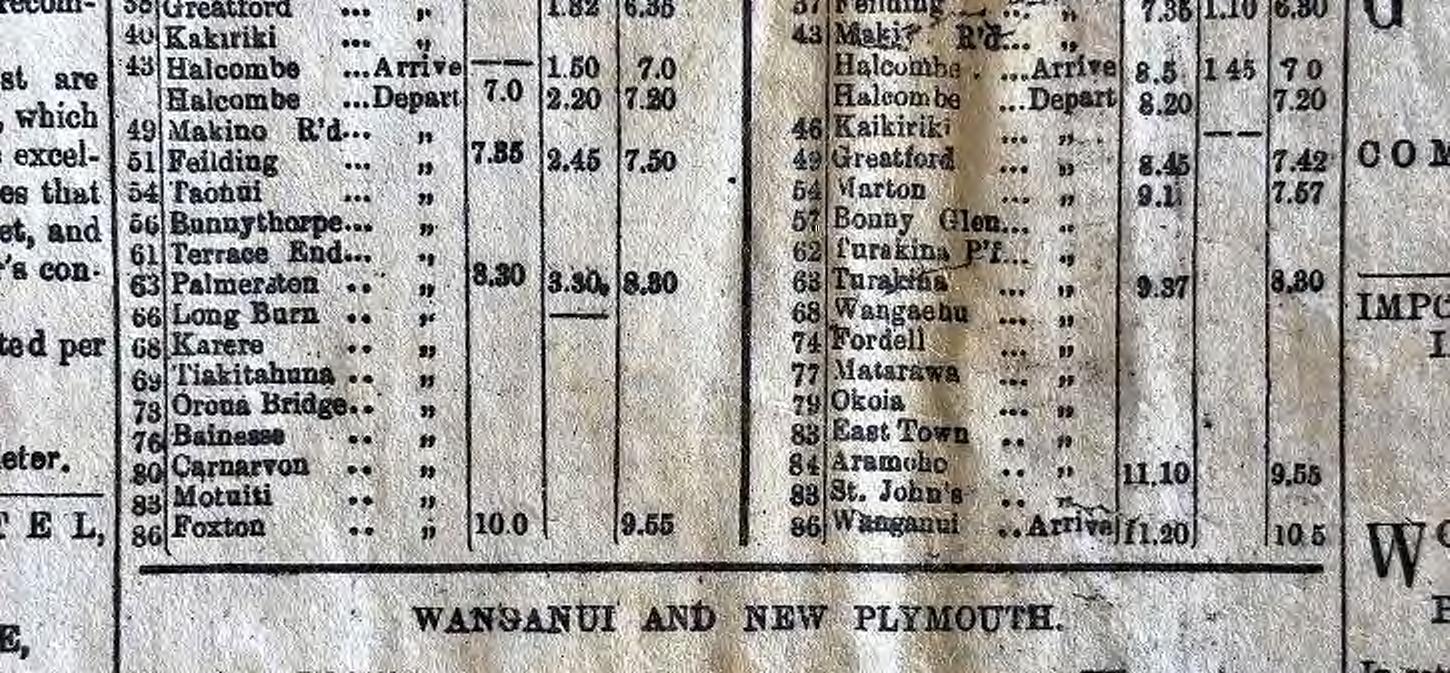 recom-
st are
, which
excel-
es that
et, and
's con-
ted per
eter.
T E L,
E,
38 Greatford ... „ 1.32 6.35
40 Kakiriki ... „
43 Halcombe ...Arrive —— 1.50 7.0
Halcombe ...Depart 7.0 2.20 7.20
49 Makino R'd... „
51 Feilding ... „ 7.35 2.45 7.50
54 Taonui ... „
56 Bunnythorpe... „
61 Terrace End... „
63 Palmerston .. „ 8.30 3.30 8.30
66 Long Burn .. „ ——
68 Karere .. „
69 Tiakitahuna .. „
73 Oroua Bridge.. „
76 Bainesse .. „
80 Carnarvon .. „
83 Motuiti .. „
86 Foxton .. „ 10.0 9.55
37 Feilding ... „ 7.35 1.10 6.30
43 Maki R'd... „
Halcombe ...Arrive 8.5 1 45 7 0
Halcombe ...Depart 8.20 7.20
46 Kaikiriki ... „ ——
49 Greatford ... „ 8.45 7.42
54 Marton ... „ 9.1 7.57
57 Bonny Glen... „
62 Turakina P't... „
63 Turakina ... „ 9.37 8.30
68 Wangaehu ... „
74 Fordell ... „
77 Matarawa ... „
79 Okoia ... „
83 East Town .. „
84 Aramoho .. „ 11.10 9.55
83 St. John's .. „
86 Wanganui ..Arrive 11.20 10 5
WANGANUI AND NEW PLYMOUTH.
COM
IMPO
W